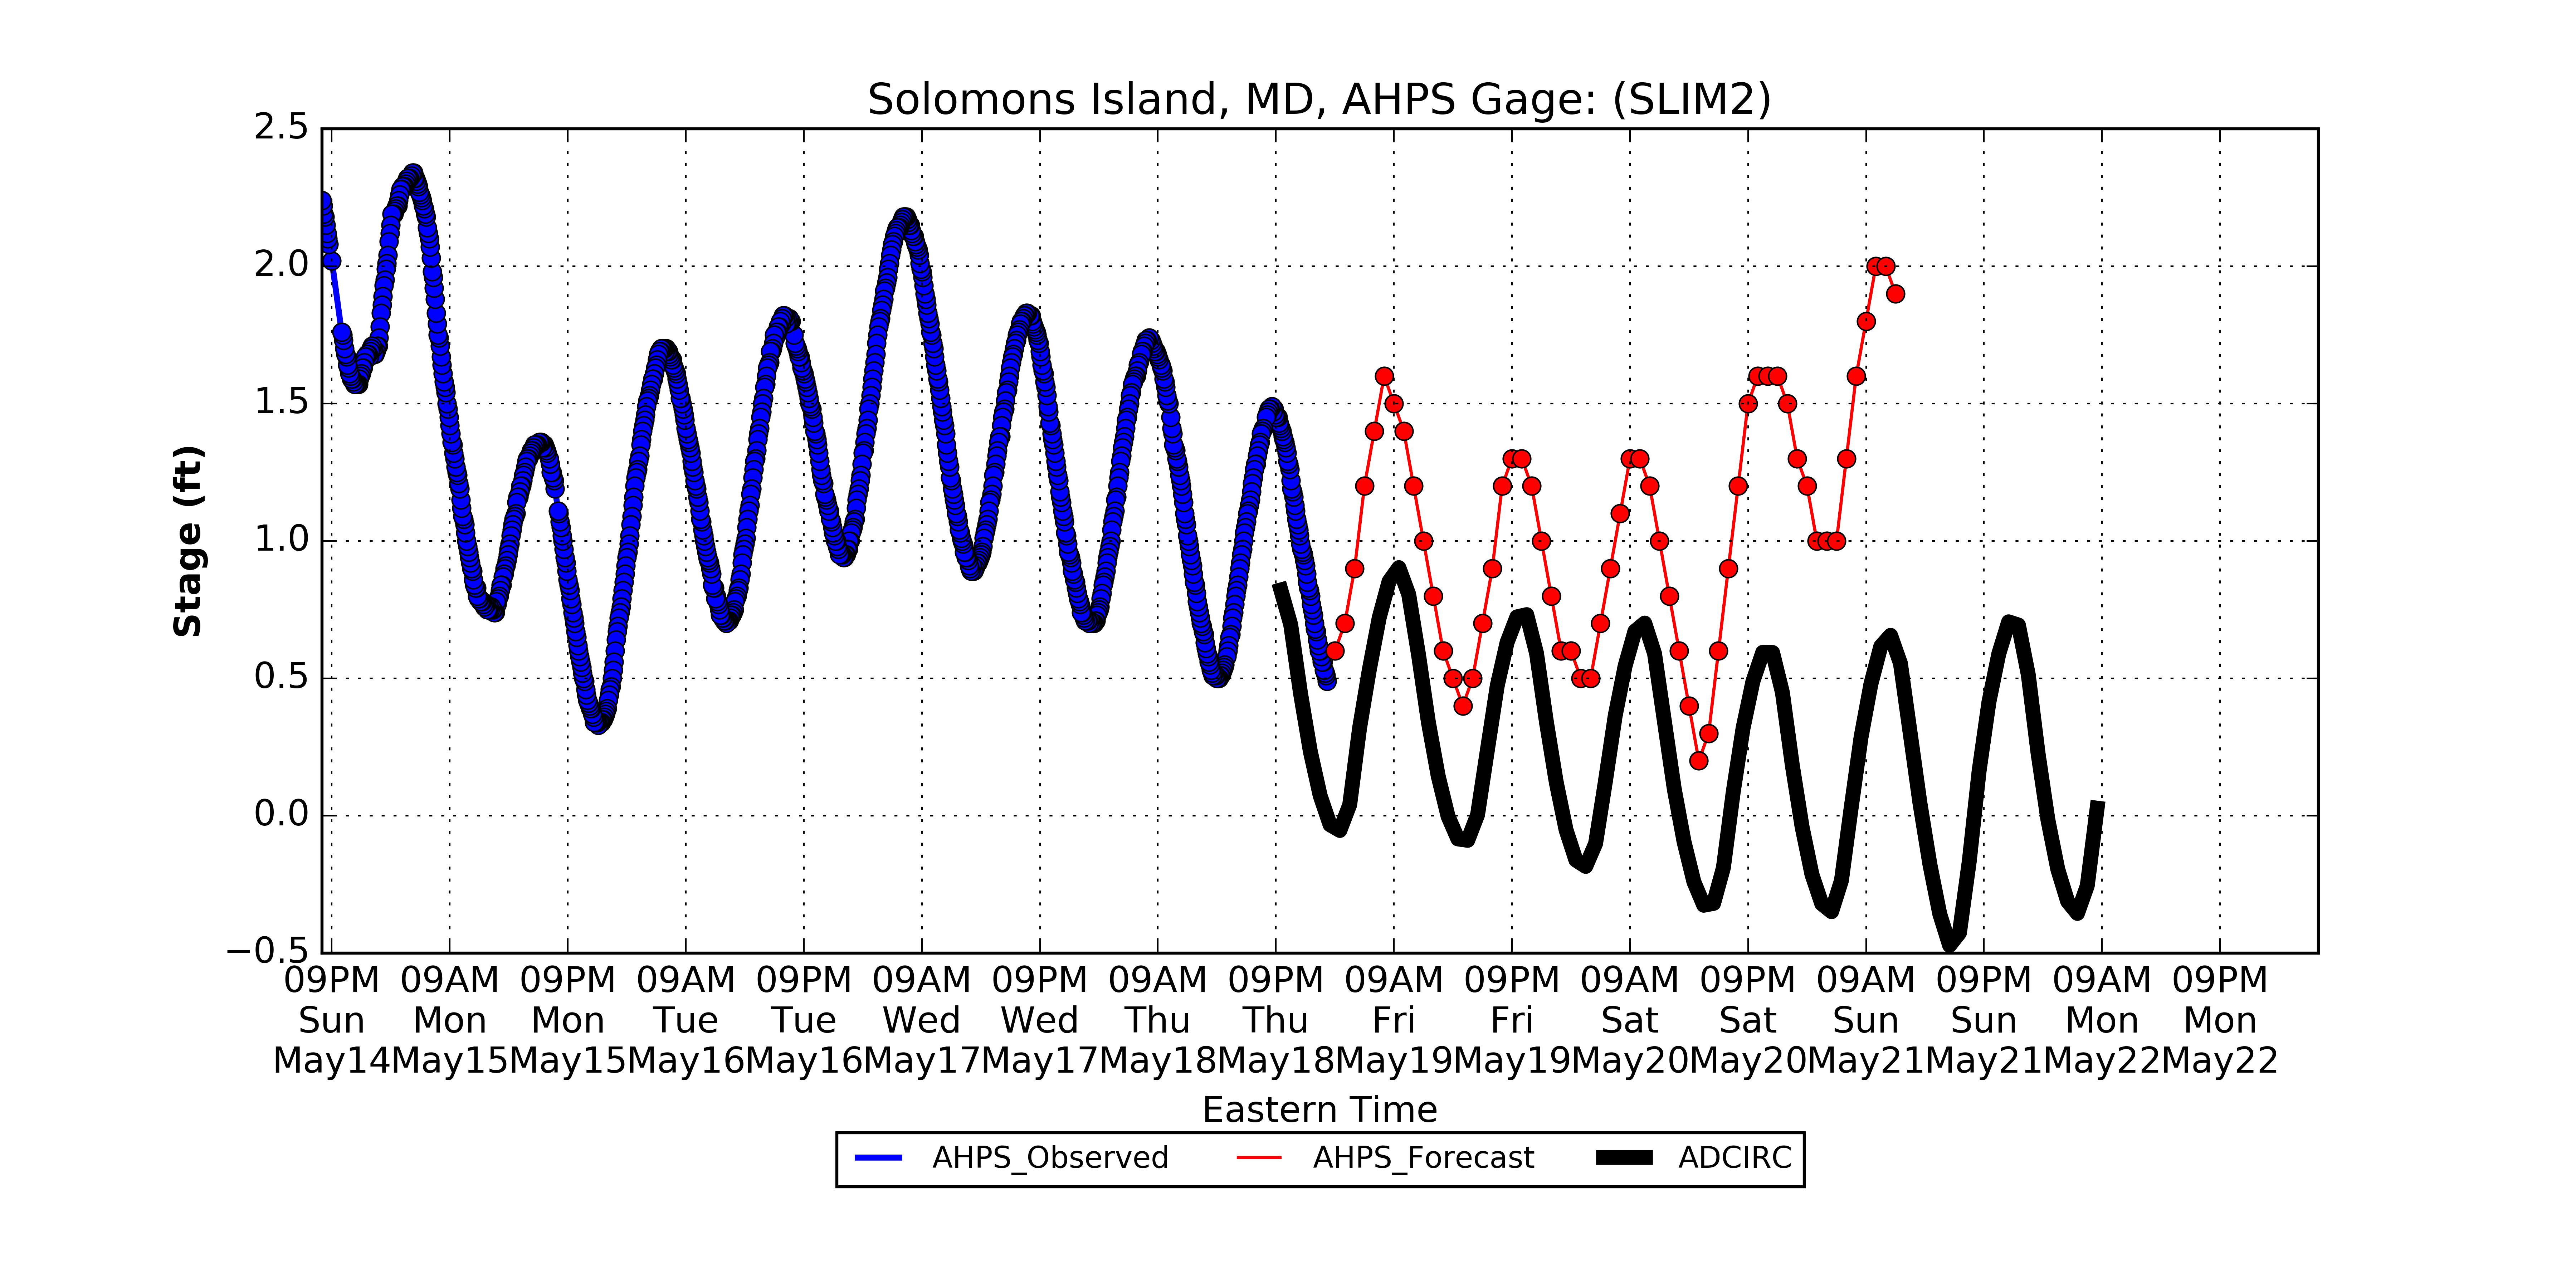 Solomons Island, MD, AHPS Gage: (SLIM2)
2.5
2.0
1.5
1.0
0.5
0.0
−0.5
Stage (ft)
09PM 09AM 09PM 09AM 09PM 09AM 09PM 09AM 09PM 09AM 09PM 09AM 09PM 09AM 09PM 09AM 09PM
Sun Mon Mon Tue Tue Wed Wed Thu Thu Fri Fri Sat Sat Sun Sun Mon Mon
May14 May15 May15 May16 May16 May17 May17 May18 May18 May19 May19 May20 May20 May21 May21 May22 May22
Eastern Time
AHPS_Observed AHPS_Forecast ADCIRC